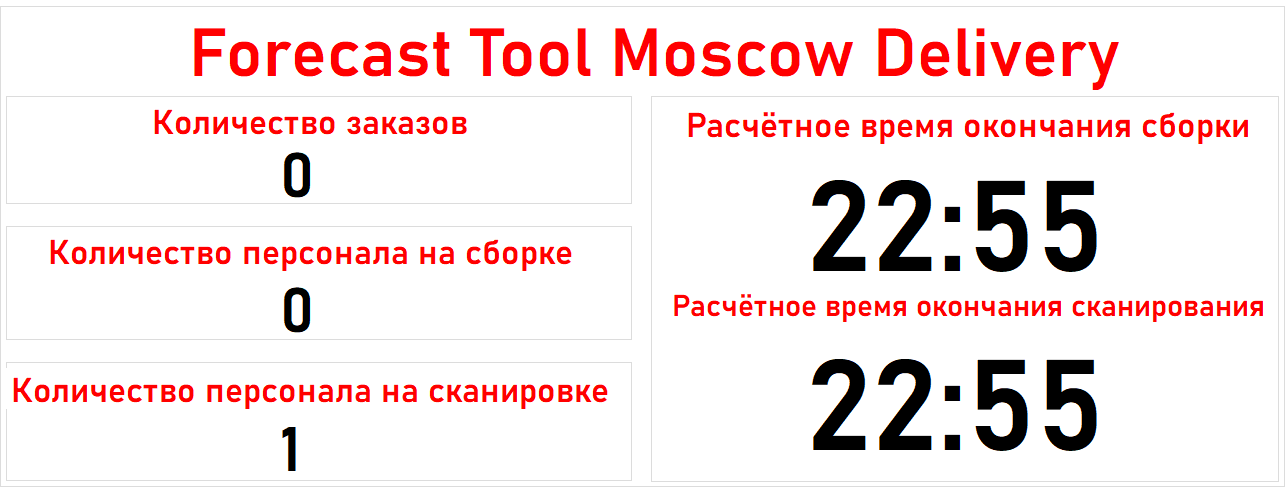 Forecast Tool Moscow Delivery
Количество заказов
0
Количество персонала на сборке
0
Количество персонала на сканировке
1
Расчётное время окончания сборки
22:55
Расчётное время окончания сканирования
22:55